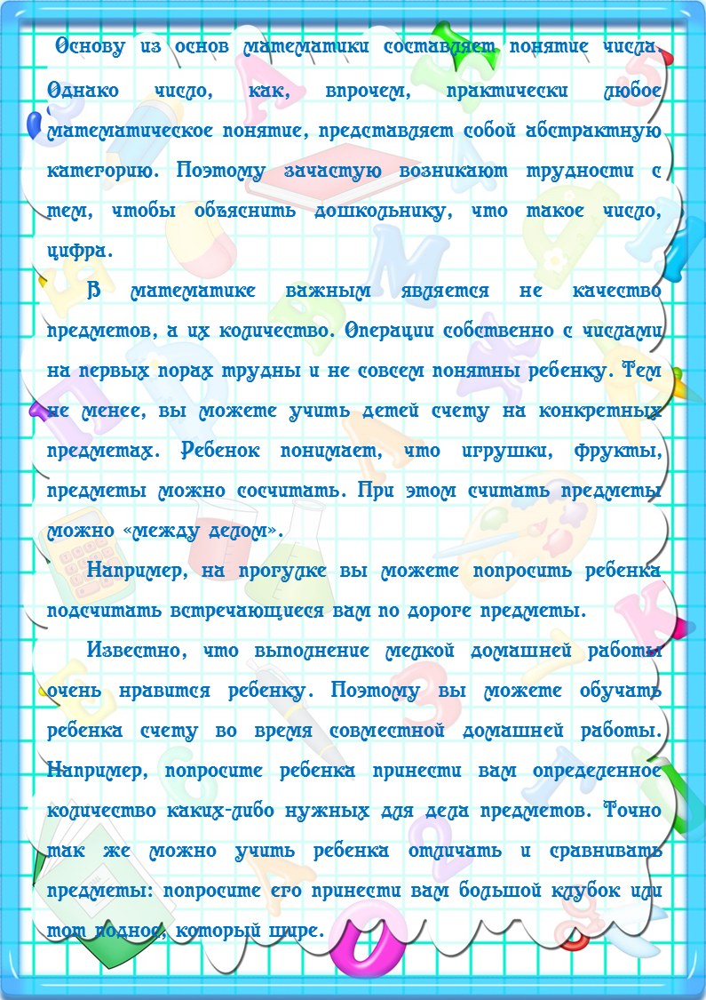 Основу из основ математики составляет понятие числа.
Однако число, как, впрочем, практически любое
математическое понятие, представляет собой абстрактную
категорию. Поэтому зачастую возникают трудности с
тем, чтобы объяснить дошкольнику, что такое число,
цифра.
В математике важным является не качество
предметов, а их количество. Операции собственно с числами
на первых порах трудны и не совсем понятны ребенку. Тем
не менее, вы можете учить детей счету на конкретных
предметах. Ребенок понимает, что игрушки, фрукты,
предметы можно сосчитать. При этом считать предметы
можно «между делом».
Например, на прогулке вы можете попросить ребенка
подсчитать встречающиеся вам по дороге предметы.
Известно, что выполнение мелкой домашней работы
очень нравится ребенку. Поэтому вы можете обучать
ребенка счету во время совместной домашней работы.
Например, попросите ребенка принести вам определенное
количество каких-либо нужных для дела предметов. Точно
так же можно учить ребенка отличать и сравнивать
предметы: попросите его принести вам большой клубок или
тот поднос, который шире.